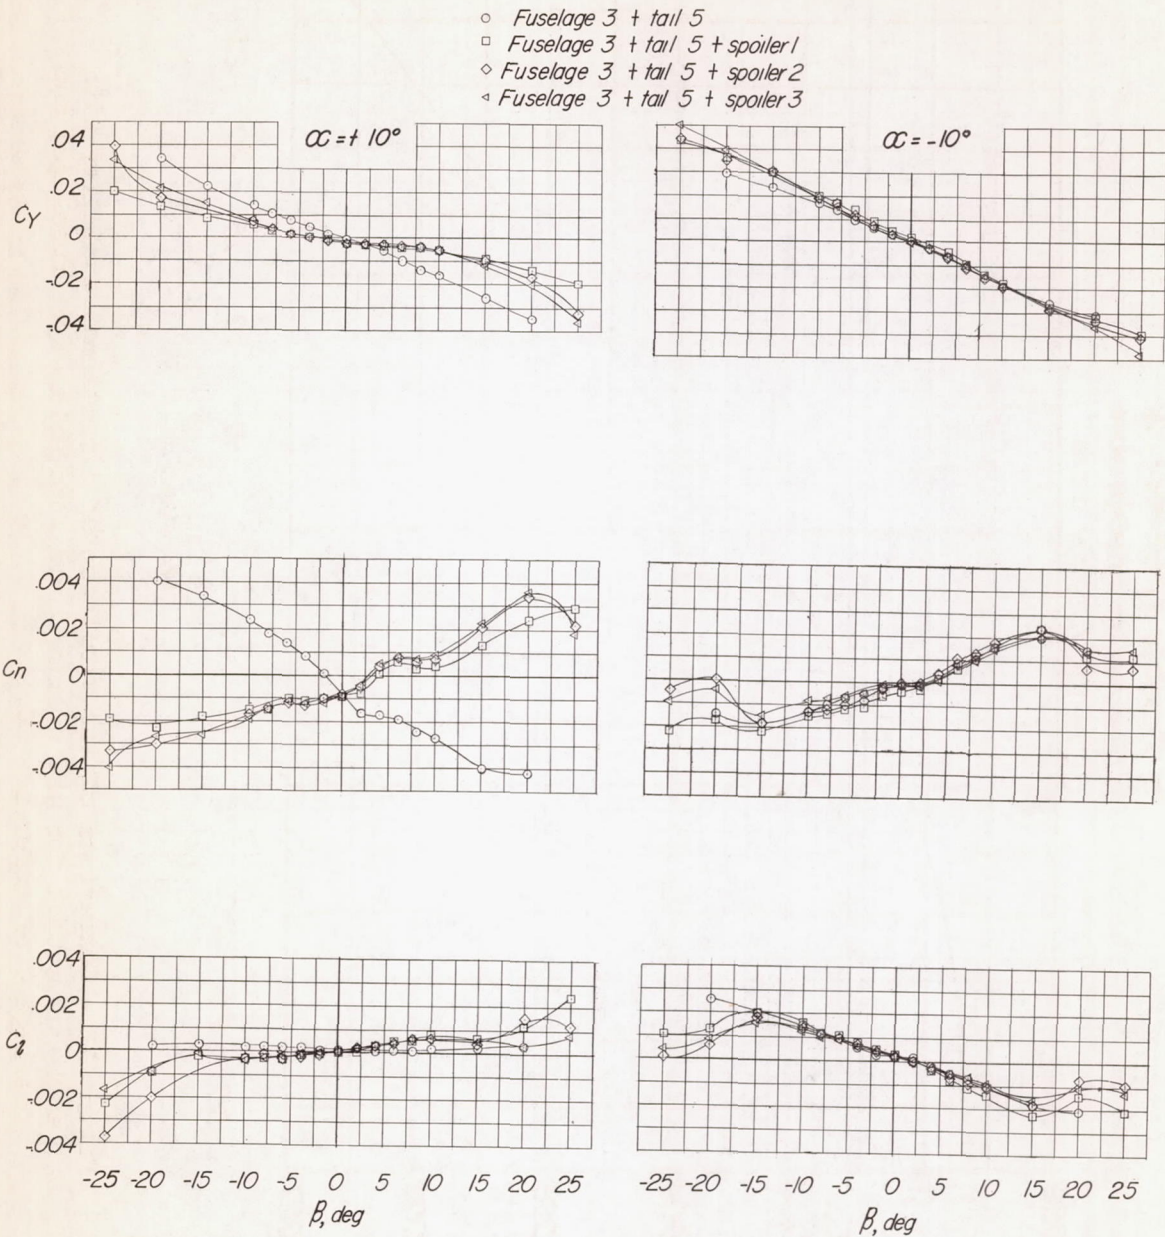 Fuselage 3 + tail 5
Fuselage 3 + tail 5 + spoiler 1
Fuselage 3 + tail 5 + spoiler 2
Fuselage 3 + tail 5 + spoiler 3
α = + 10°
α = -10°
CY
.04
.02
0
-.02
-.04
Cn
.004
.002
0
-.002
-.004
Cl
.004
.002
0
-.002
-.004
-25 -20 -15 -10 -5 0 5 10 15 20 25
β, deg
-25 -20 -15 -10 -5 0 5 10 15 20 25
β, deg